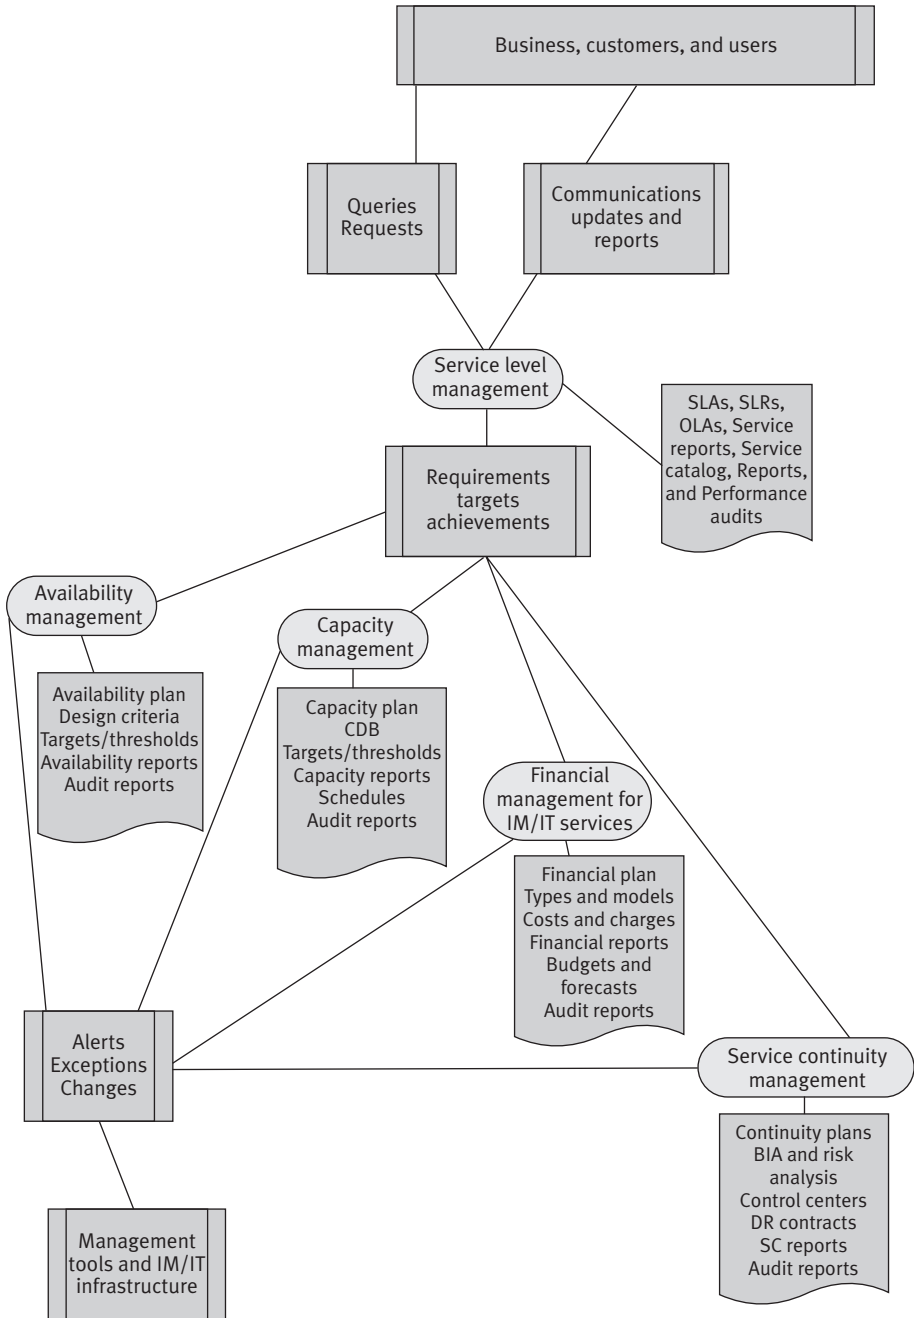 Business, customers, and users
Queries
Requests
Communications
updates and
reports
Service level
management
SLAs, SLRs,
OLAs, Service
reports, Service
catalog, Reports,
and Performance
audits
Requirements
targets
achievements
Availability
management
Availability plan
Design criteria
Targets/thresholds
Availability reports
Audit reports
Capacity
management
Capacity plan
CDB
Targets/thresholds
Capacity reports
Schedules
Audit reports
Financial
management for
IM/IT services
Financial plan
Types and models
Costs and charges
Financial reports
Budgets and
forecasts
Audit reports
Alerts
Exceptions
Changes
Service continuity
management
Continuity plans
BIA and risk
analysis
Control centers
DR contracts
SC reports
Audit reports
Management
tools and IM/IT
infrastructure